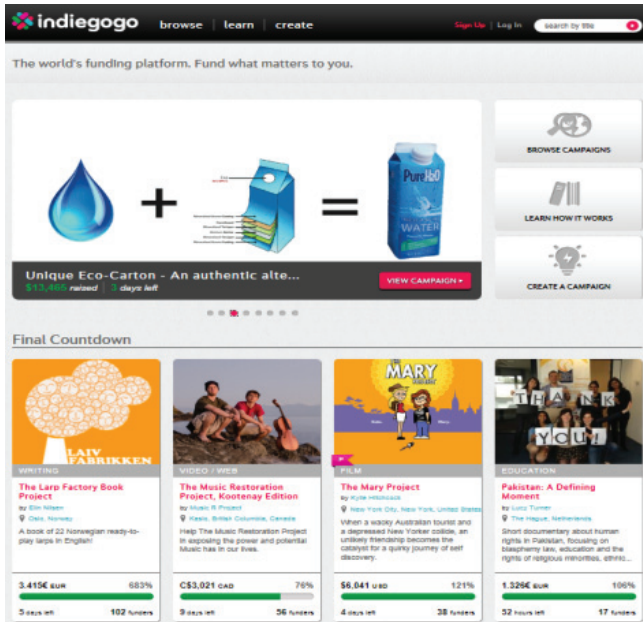 indiegogo browse | learn | create Sign Up | Log In search by title
The world's funding platform. Fund what matters to you.
PureH2O
WATER
Unique Eco-Carton - An authentic alte...
$13,465 raised | 3 days left
VIEW CAMPAIGN
BROWSE CAMPAIGNS
LEARN HOW IT WORKS
CREATE A CAMPAIGN
Final Countdown
LAIV
FABRIKKEN
WRITING
The Larp Factory Book
Project
by Elin Nilsen
Oslo, Norway
A book of 22 Norwegian ready-to-
play larps in English!
3.415€ EUR 683%
5 days left 102 funders
VIDEO / WEB
The Music Restoration
Project, Kootenay Edition
by Music R Project
Kaslo, British Columbia, Canada
Help The Music Restoration Project
in exposing the power and potential
Music has in our lives.
C$3,021 CAD 76%
9 days left 56 funders
MARY
FILM
The Mary Project
by Kylie Hitchcock
New York City, New York, United States
When a wacky Australian tourist and
a depressed New Yorker collide, an
unlikely friendship becomes the
catalyst for a quirky journey of self
discovery.
$6,041 USD 121%
4 days left 38 funders
THANK
YOU!
EDUCATION
Pakistan: A Defining
Moment
by Lucy Turner
The Hague, Netherlands
Short documentary about human
rights in Pakistan, focusing on
blasphemy law, education and the
rights of religious minorities, ethnic...
1.326€ EUR 106%
52 hours left 17 funders